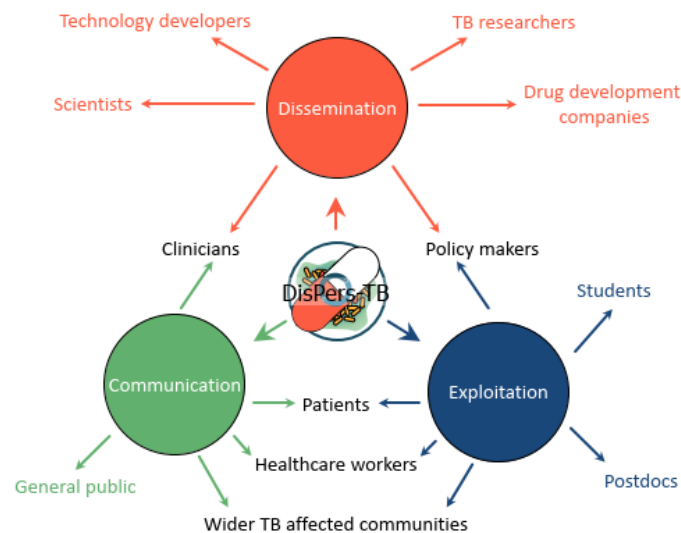 Technology developers
TB researchers
Scientists
Dissemination
Drug development
companies
Clinicians
Policy makers
DisPers-TB
Students
Communication
Exploitation
Patients
Healthcare workers
General public
Postdocs
Wider TB affected communities